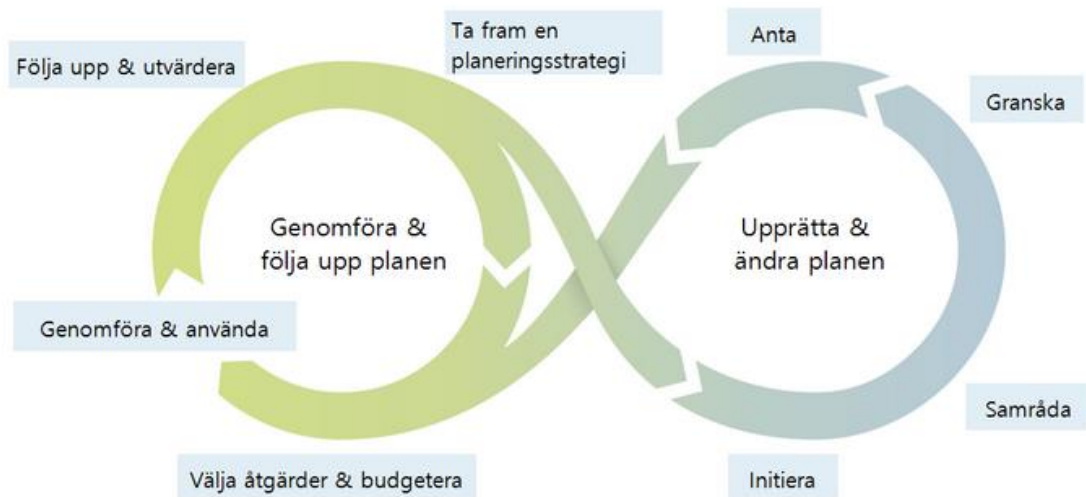 Följa upp & utvärdera
Ta fram en
planeringsstrategi
Anta
Granska
Genomföra &
följa upp planen
Upprätta &
ändra planen
Genomföra & använda
Samråda
Välja åtgärder & budgetera
Initiera